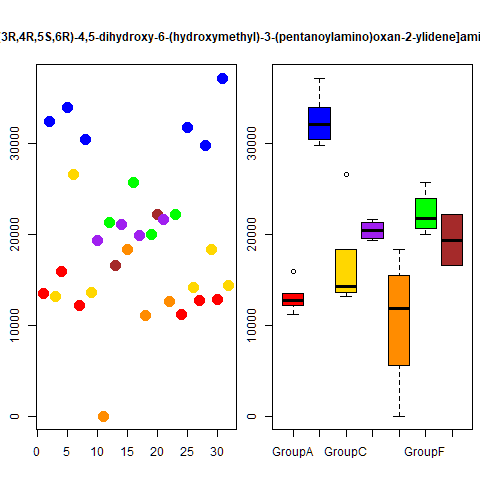 3R,4R,5S,6R)-4,5-dihydroxy-6-(hydroxymethyl)-3-(pentanoylamino)oxan-2-ylidene]ami
30000
20000
10000
0
0 5 10 15 20 25 30
30000
20000
10000
0
GroupA GroupC GroupF